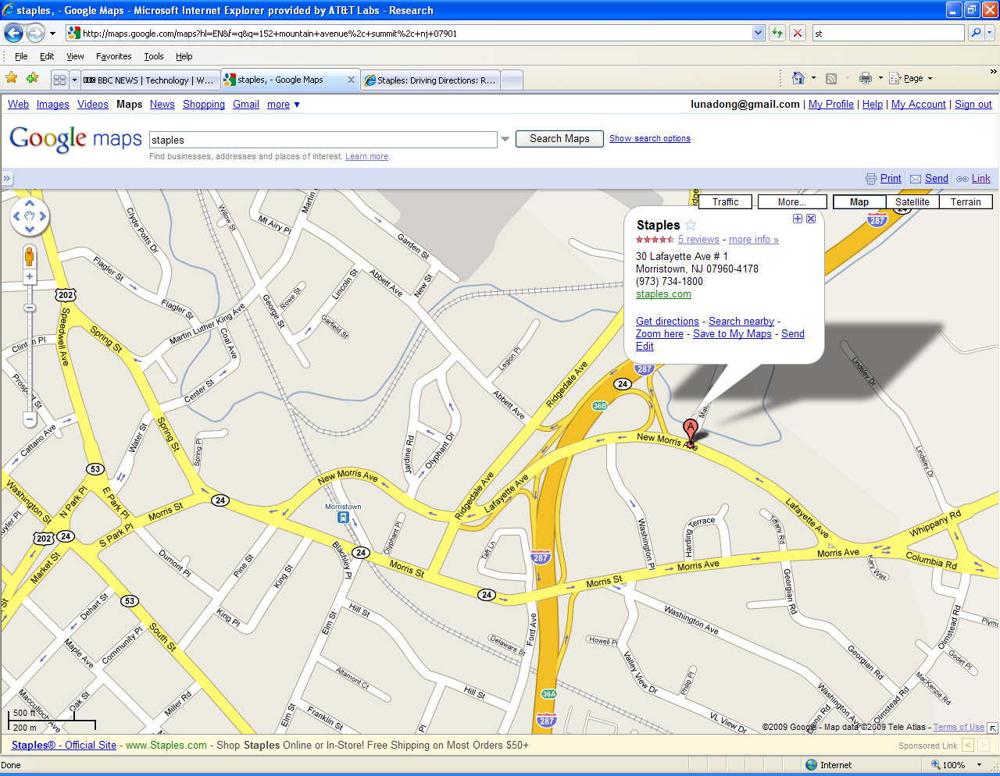 staples, - Google Maps - Microsoft Internet Explorer provided by AT&T Labs - Research
http://maps.google.com/maps?hl=EN&f=q&q=152+mountain+avenue%2c+summit%2c+nj+07901
st
File Edit View Favorites Tools Help
BBC NEWS | Technology | W...
staples, - Google Maps
Staples: Driving Directions: R...
Page
Web Images Videos Maps News Shopping Gmail more ▼
lunadong@gmail.com | My Profile | Help | My Account | Sign out
Google maps
staples
Search Maps
Show search options
Find businesses, addresses and places of interest. Learn more.
Print Send Link
Traffic More... Map Satellite Terrain
Staples
5 reviews - more info »
30 Lafayette Ave # 1
Morristown, NJ 07960-4178
(973) 734-1800
staples.com
Get directions - Search nearby -
Zoom here - Save to My Maps - Send
Edit
A
Clyde Potts Dr
Willow St
Martin
Mt Airy Pl
Garden St
24
287
Flagler St
Abbett Ave
New St
Lincoln St
Rowe St
George St
202
Flagler St
Garfield St
Martin Luther King Ave
Speedwell Ave
Spring St
Coal Ave
Legion Pl
Lindsley Dr
Center St
Ridgedale Ave
287
24
36B
Abbett Ave
Water St
Spring St
Cattano Ave
Spring Pl
Jardine Rd
Olyphant Dr
New Morris Ave
Lindsley Dr
53
New Morris Ave
Ridgedale Ave
Lafayette Ave
Washington St
N Park Pl
E Park Pl
24
Morris St
Morristown
Lafayette Ave
Whippany Rd
Harding Terrace
Tiffany Rd
Washington Pl
Olyphant Pl
Taft Ln
S Park Pl
202
24
Market St
Dumont Pl
Pine St
King St
Blachley Pl
24
Morris St
287
Morris Ave
Morris Ave
Columbia Rd
Kary Way
Georgian Rd
Morris St
24
53
Dehart St
King Pl
Hill St
Elm St
Ford Ave
Washington Ave
Maple Ave
Community Pl
South St
Delaware St
Howell Pl
Valley View Dr
Olmstead Rd
Georgian Rd
Godet Pl
Altamont Ct
Philip Pl
MacKenzie Rd
Hill St
36A
Oak St
Miller Rd
Elm St
Franklin St
287
VL View Dr
Glenn Rd
Olmstead Rd
Macculloch Ave
500 ft
200 m
©2009 Google - Map data ©2009 Tele Atlas - Terms of Use
Staples® - Official Site - www.Staples.com - Shop Staples Online or In-Store! Free Shipping on Most Orders $50+
Sponsored Link
Done
Internet
100%